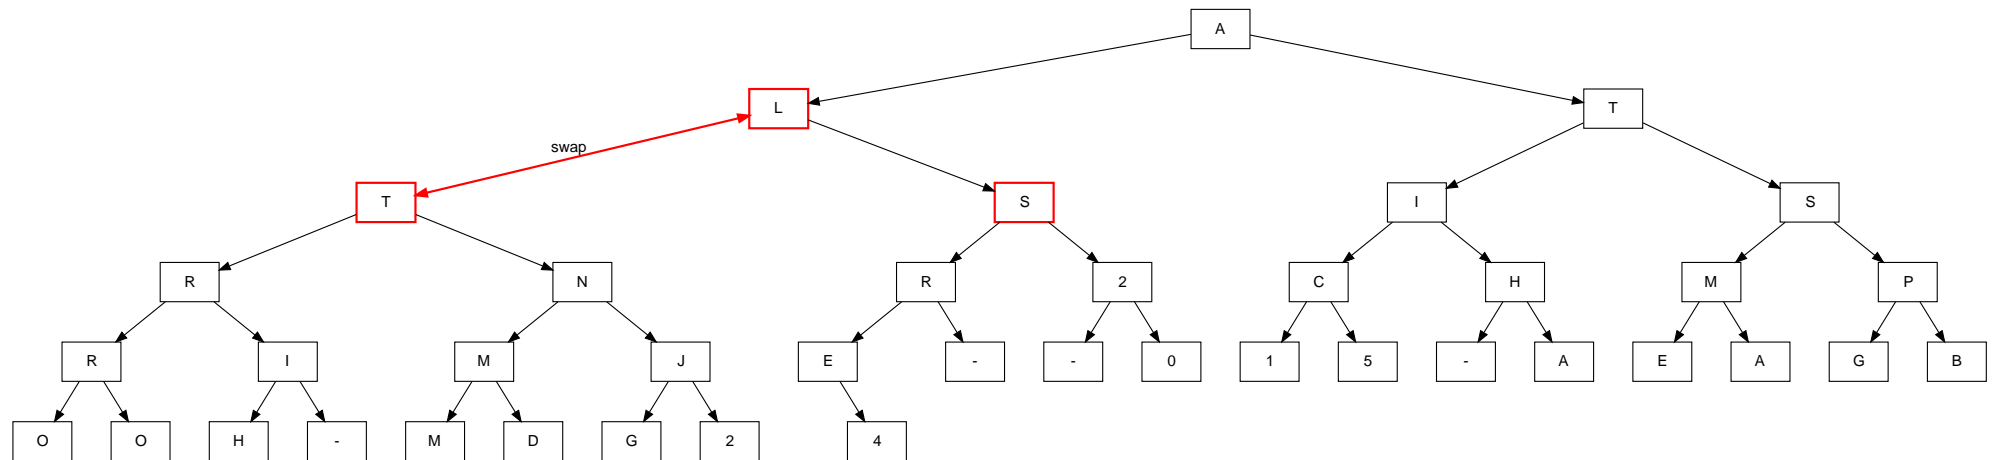 A
L T
swap
T S I S
R N R 2 C H M P
R I M J E - - 0 1 5 - A E A G B
O O H - M D G 2 4